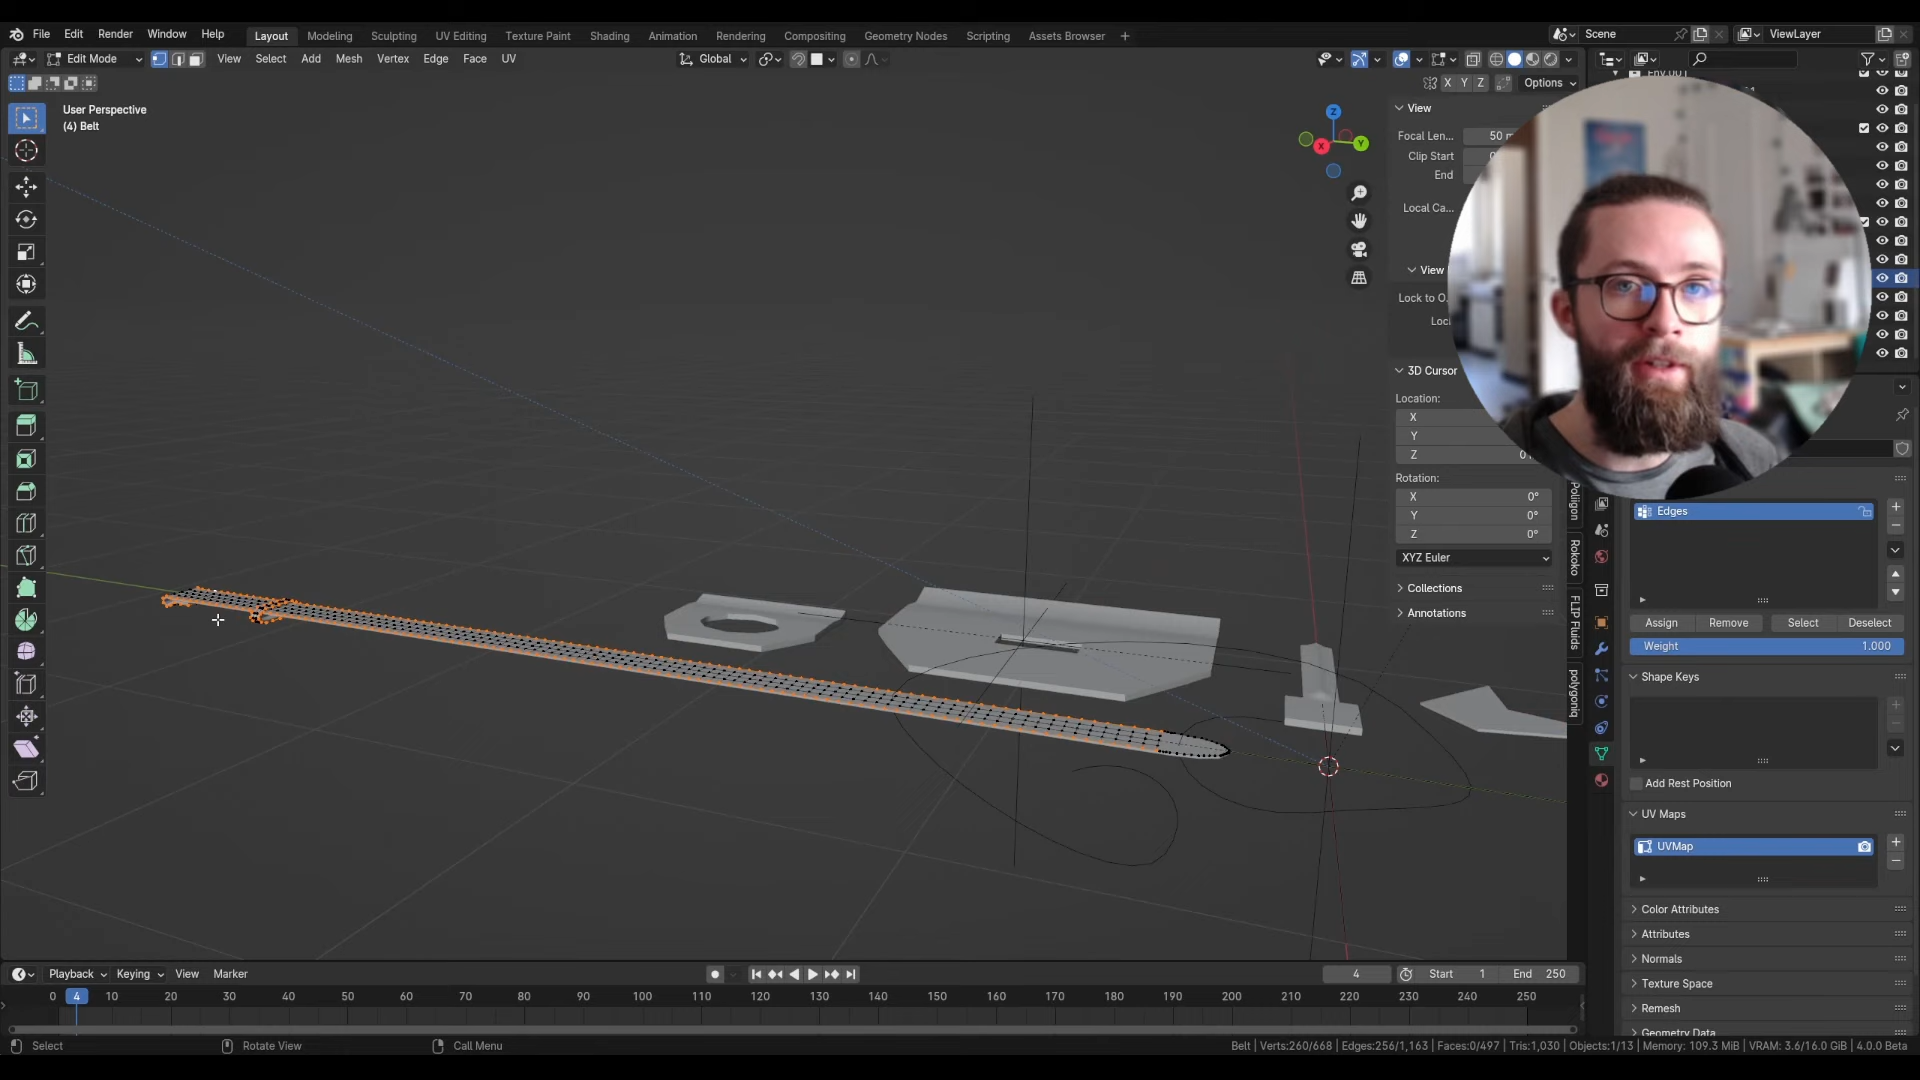 File Edit Render Window Help Layout Modeling Sculpting UV Editing Texture Paint Shading Animation Rendering Compositing Geometry Nodes Scripting Assets Browser + Scene ViewLayer
Edit Mode View Select Add Mesh Vertex Edge Face UV Global
X Y Z Options
User Perspective
(4) Belt
Z
X Y
View
Focal Len... 50 m
Clip Start
End
Local Ca...
View
Lock to O...
Loc
3D Cursor
Location:
X
Y
Z
Rotation:
X 0°
Y 0°
Z 0°
XYZ Euler
Collections
Annotations
Poliigon
Rokoko
FLIP Fluids
polygoniq
Edges
Assign Remove Select Deselect
Weight 1.000
Shape Keys
Add Rest Position
UV Maps
UVMap
Color Attributes
Attributes
Normals
Texture Space
Remesh
Geometry Data
Playback Keying View Marker 4 Start 1 End 250
0 4 10 20 30 40 50 60 70 80 90 100 110 120 130 140 150 160 170 180 190 200 210 220 230 240 250
Select Rotate View Call Menu Belt | Verts:260/668 | Edges:256/1,163 | Faces:0/497 | Tris:1,030 | Objects:1/13 | Memory: 109.3 MiB | VRAM: 3.6/16.0 GiB | 4.0.0 Beta